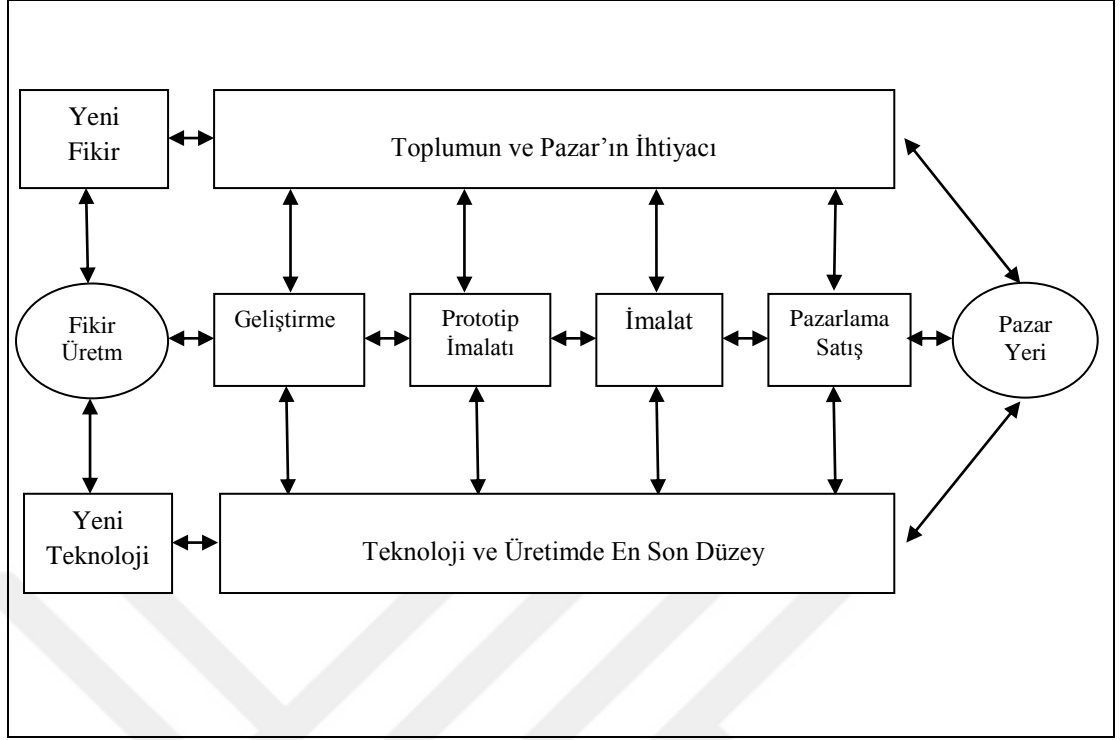 Yeni
Fikir
Toplumun ve Pazar’ın İhtiyacı
Fikir
Üretm
Geliştirme
Prototip
İmalatı
İmalat
Pazarlama
Satış
Pazar
Yeri
Yeni
Teknoloji
Teknoloji ve Üretimde En Son Düzey